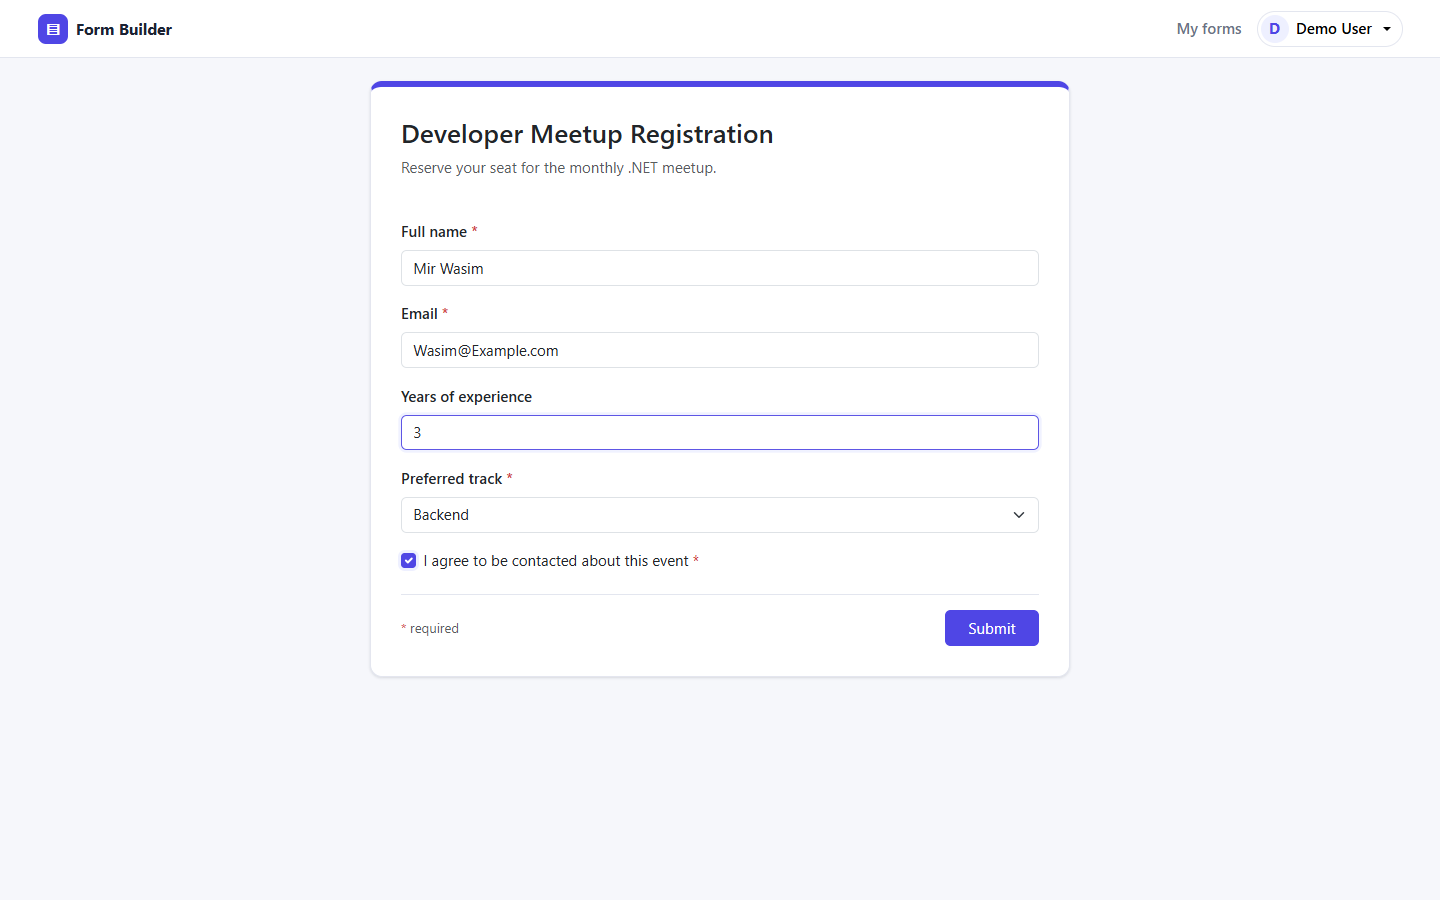 Form Builder
My forms
D Demo User
Developer Meetup Registration
Reserve your seat for the monthly .NET meetup.
Full name *
Mir Wasim
Email *
Wasim@Example.com
Years of experience
3
Preferred track *
Backend
I agree to be contacted about this event *
* required
Submit